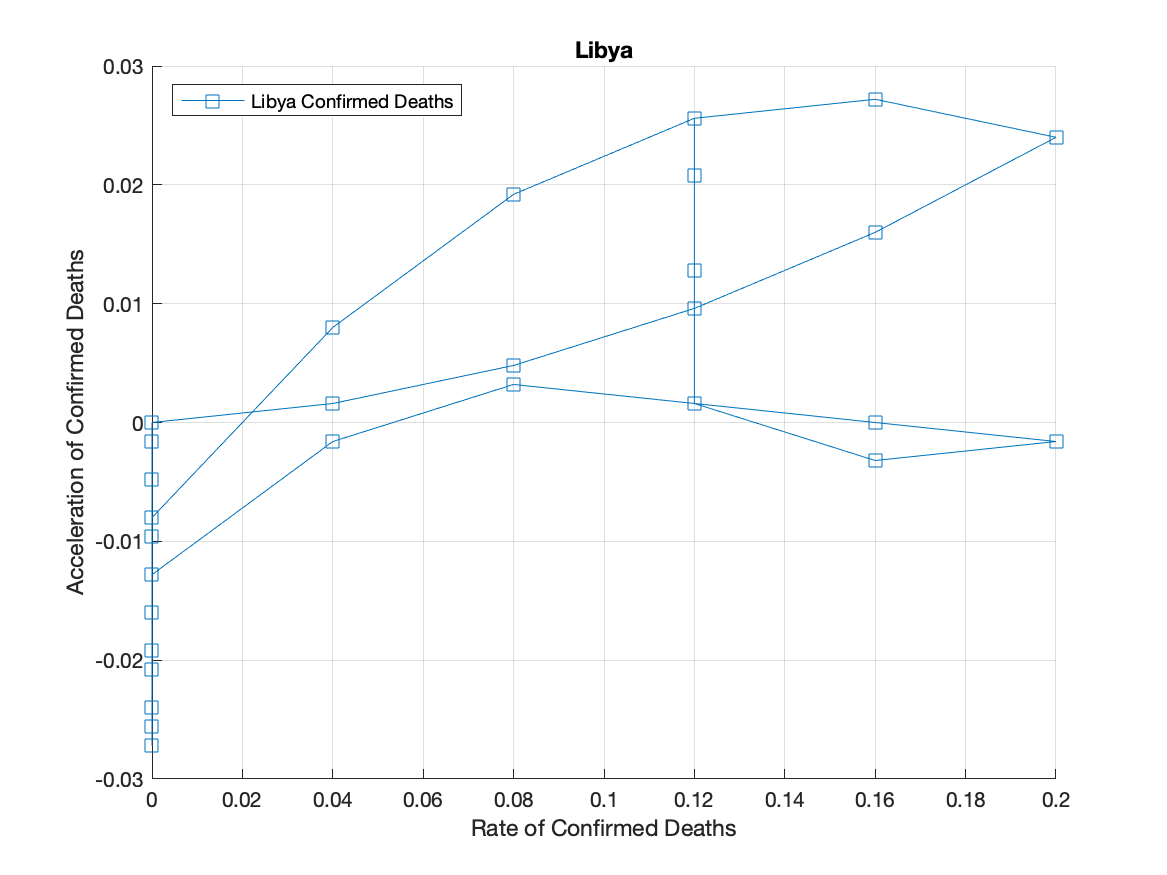 Libya
Libya Confirmed Deaths
0.03
0.02
0.01
0
-0.01
-0.02
-0.03
Acceleration of Confirmed Deaths
0 0.02 0.04 0.06 0.08 0.1 0.12 0.14 0.16 0.18 0.2
Rate of Confirmed Deaths